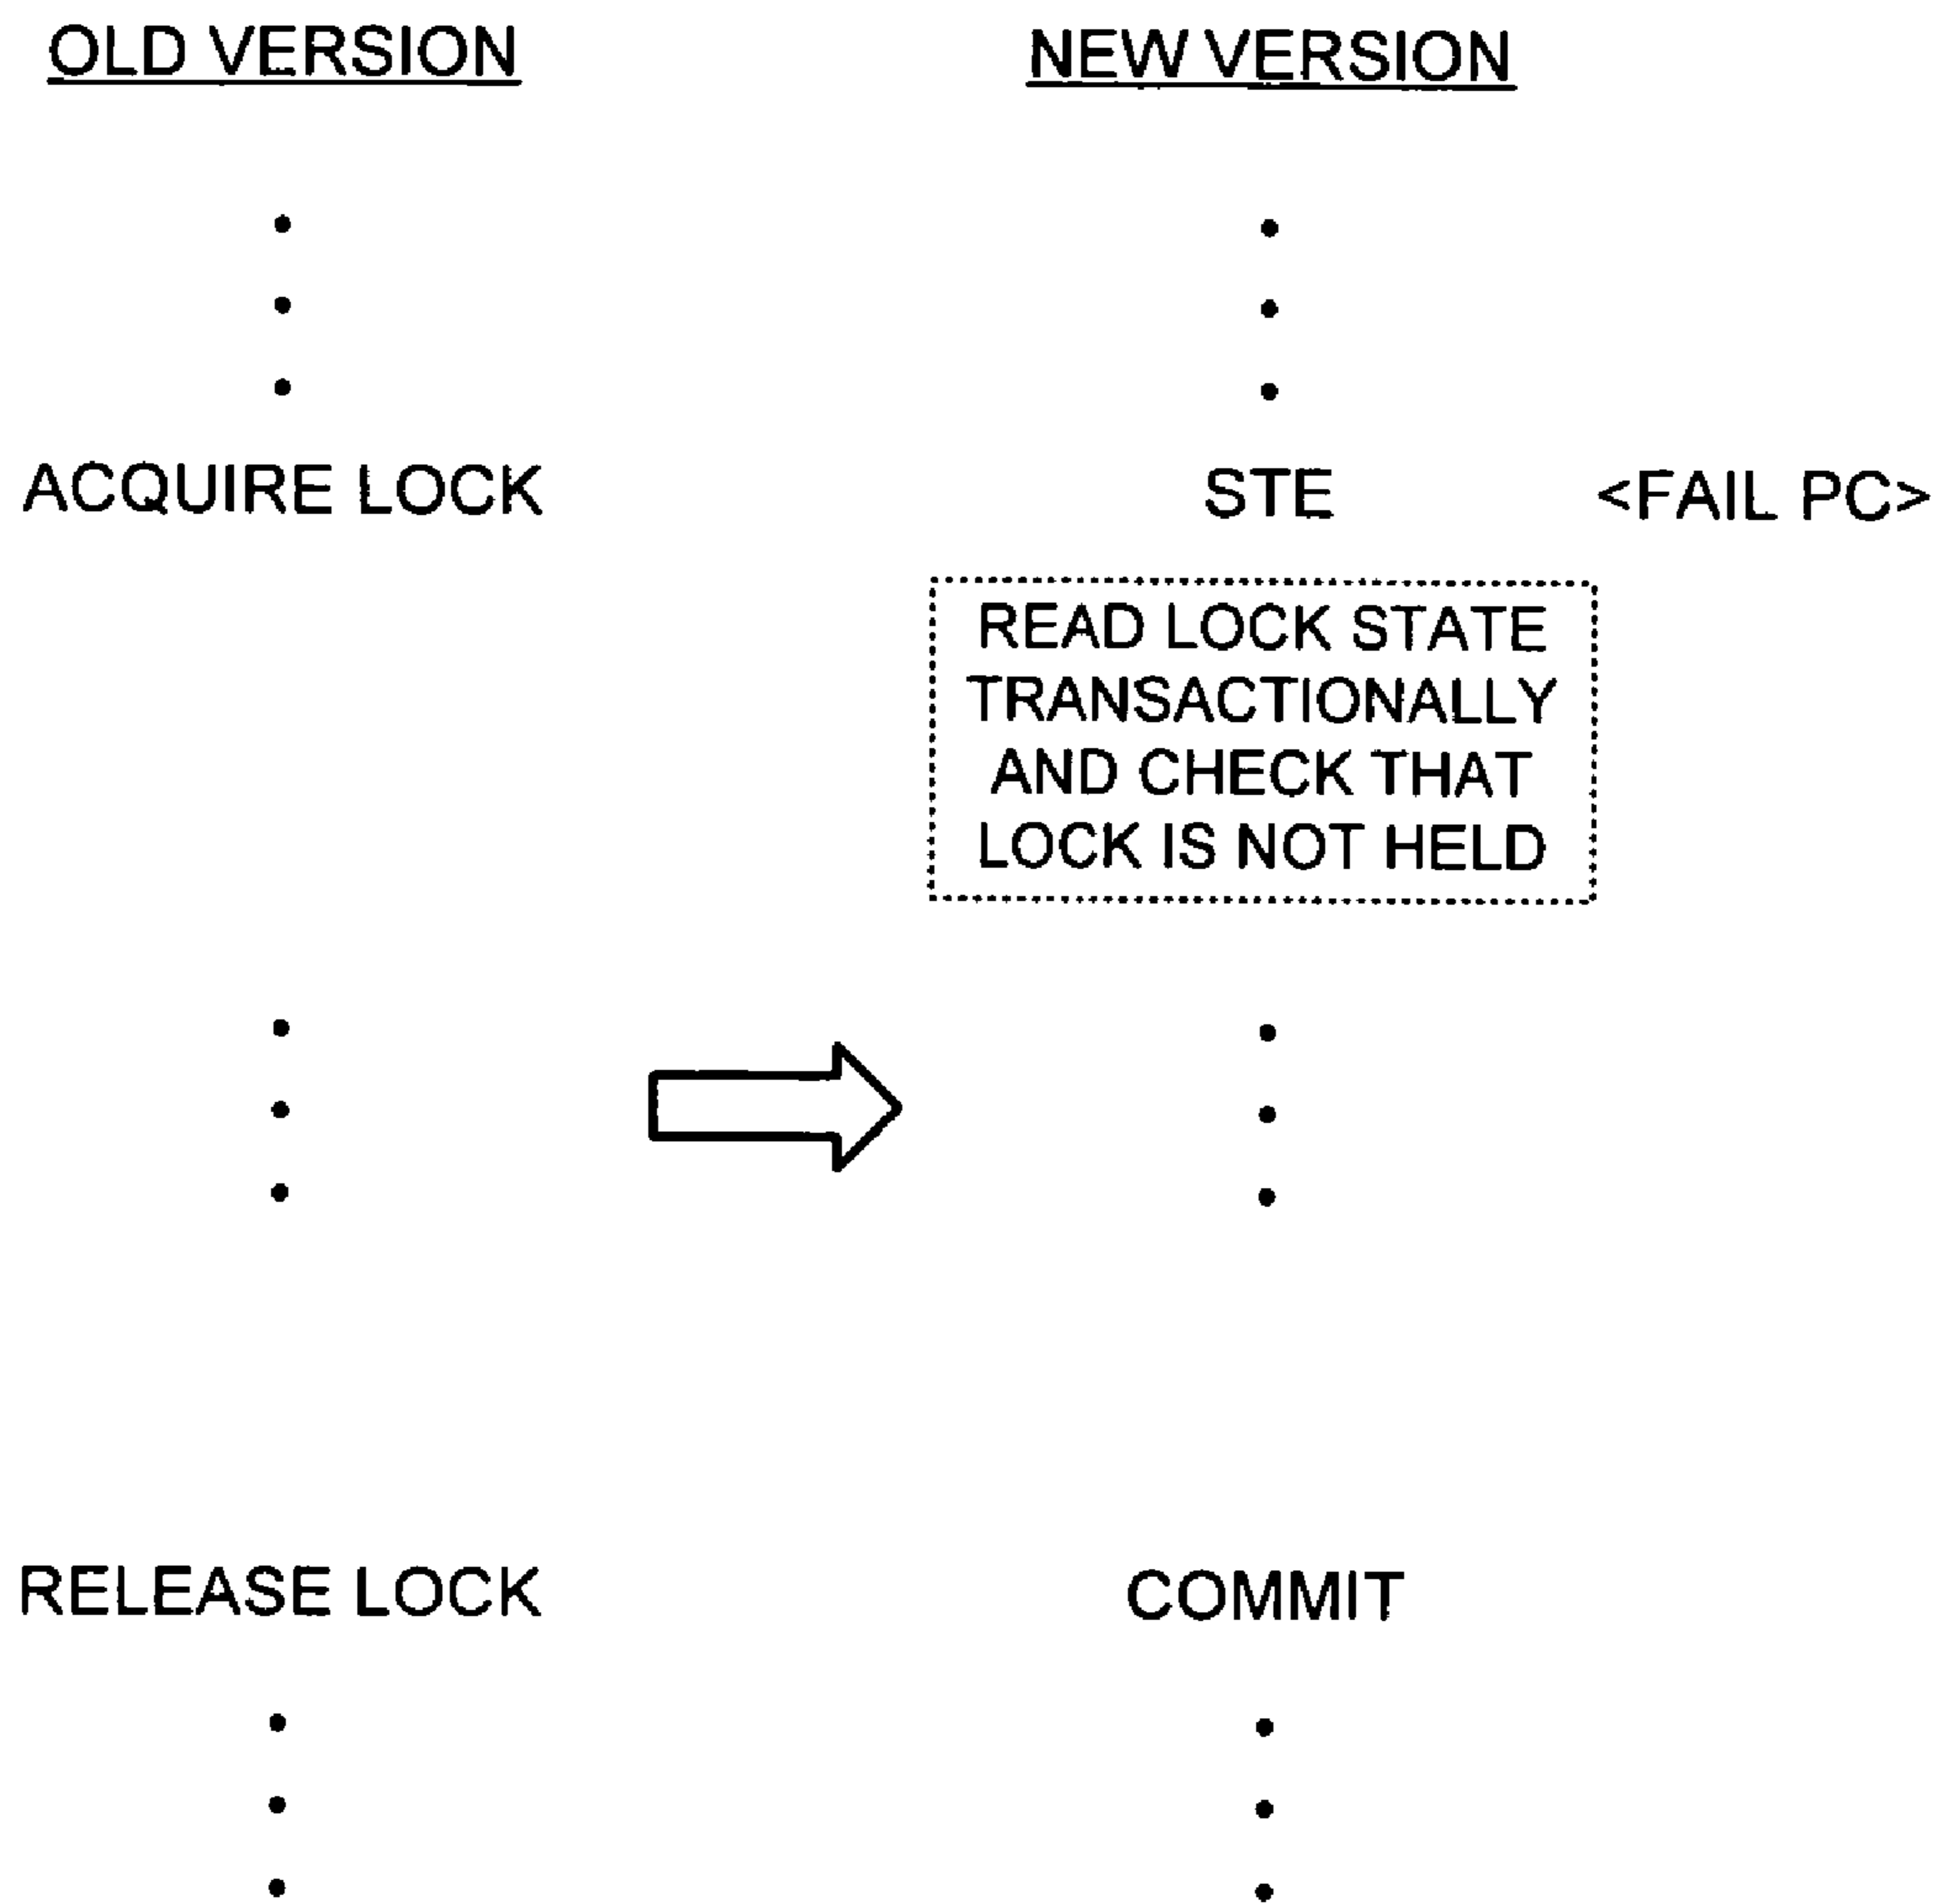 OLD VERSION
NEW VERSION
ACQUIRE LOCK
STE <FAIL PC>
READ LOCK STATE
TRANSACTIONALLY
AND CHECK THAT
LOCK IS NOT HELD
RELEASE LOCK
COMMIT